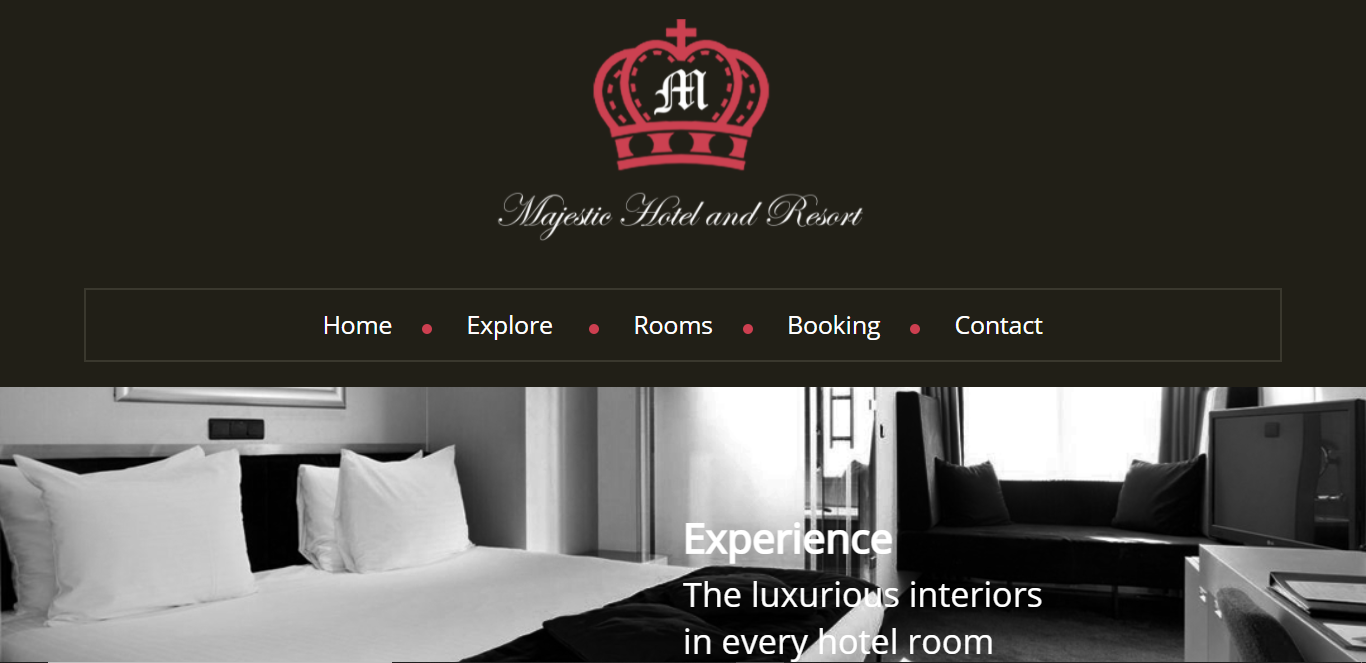 M
Majestic Hotel and Resort
Home Explore Rooms Booking Contact
Experience
The luxurious interiors
in every hotel room